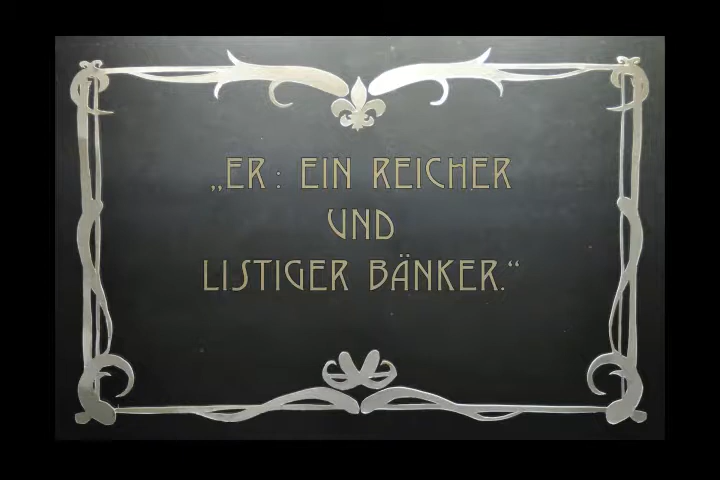 „ER: EIN REICHER
UND
LISTIGER BÄNKER.“